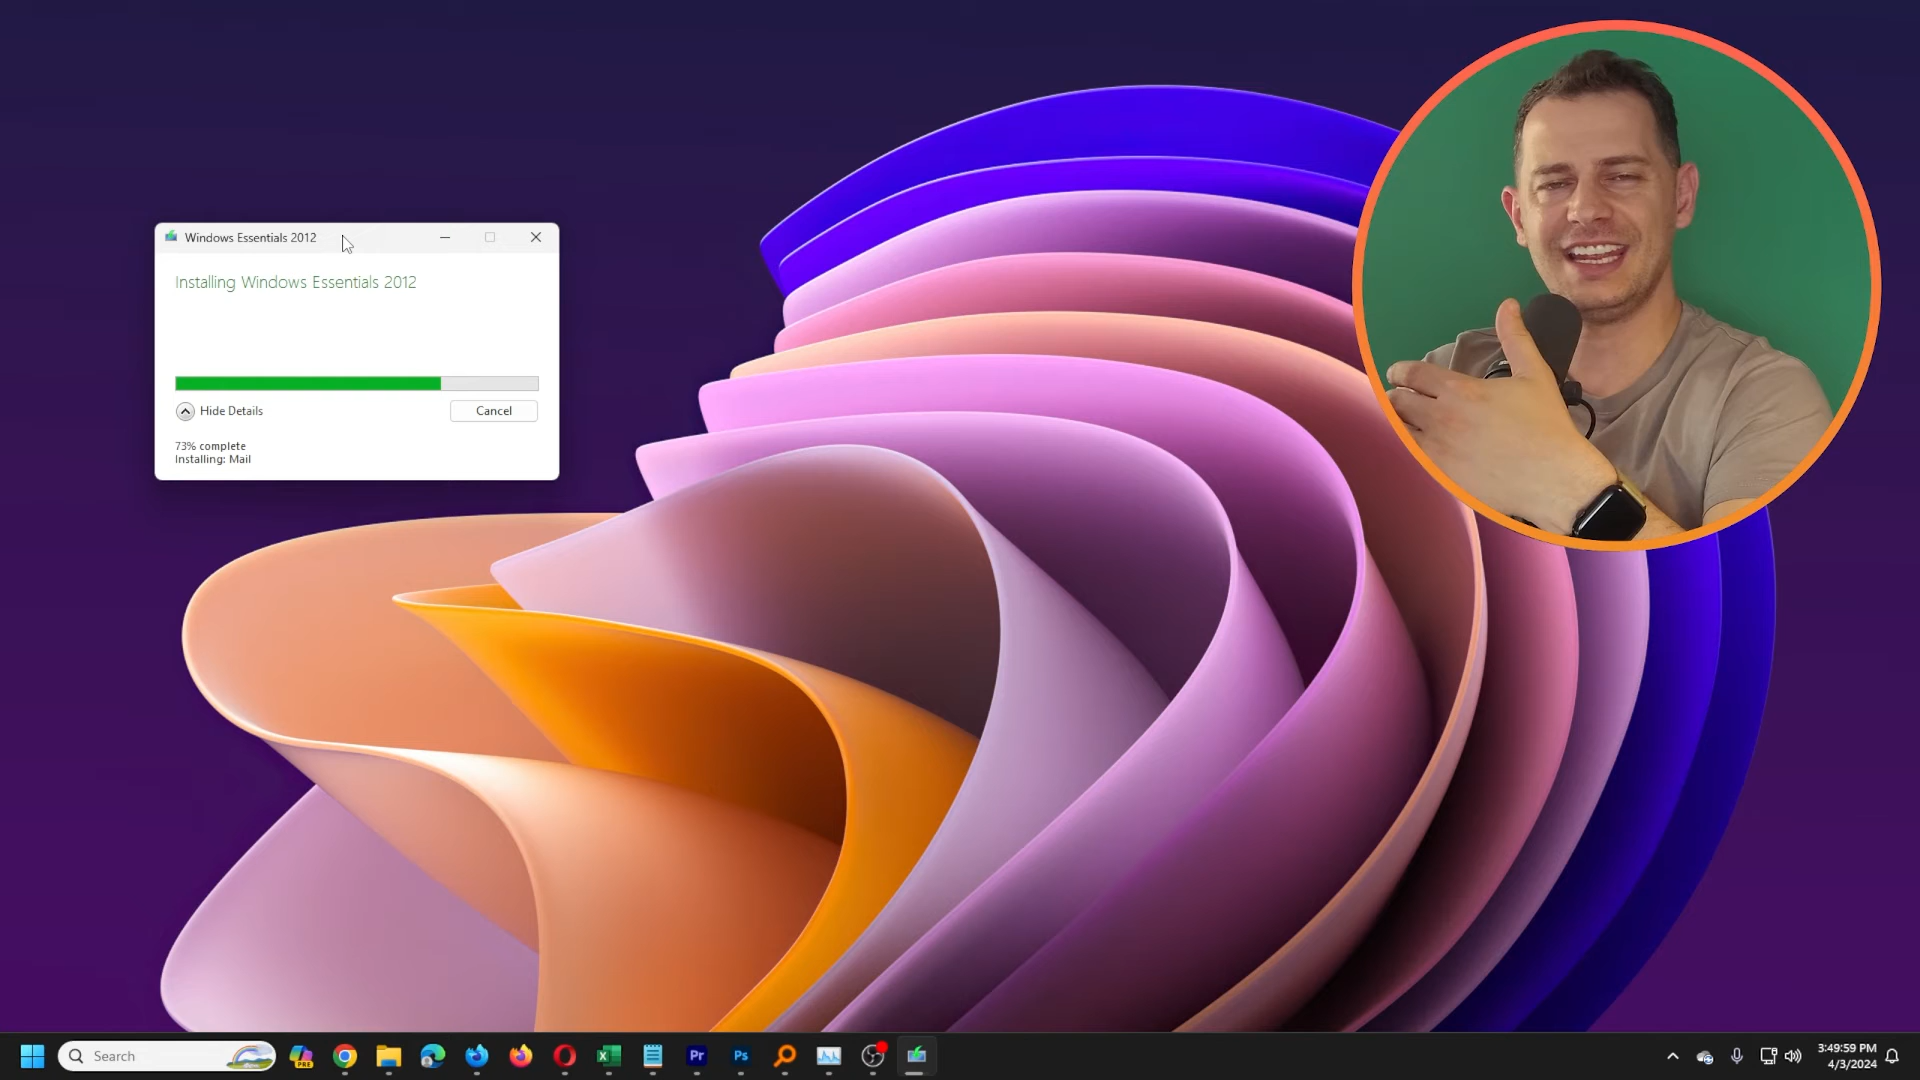 Windows Essentials 2012
Installing Windows Essentials 2012
Hide Details
Cancel
73% complete
Installing: Mail
Search
PRE
Pr
Ps
3:49:59 PM
4/3/2024